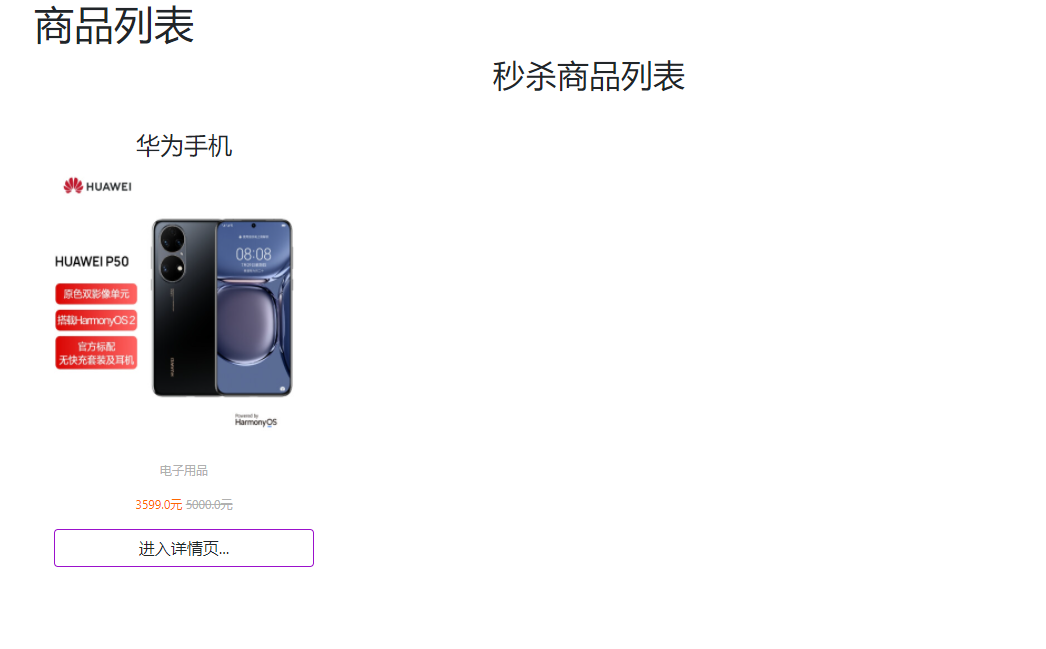 商品列表
秒杀商品列表
华为手机
HUAWEI
HUAWEI P50
原色双影像单元
搭载HarmonyOS 2
官方标配
无快充套装及耳机
08:08
HUAWEI
Powered by
HarmonyOS
电子用品
3599.0元 5000.0元
进入详情页...